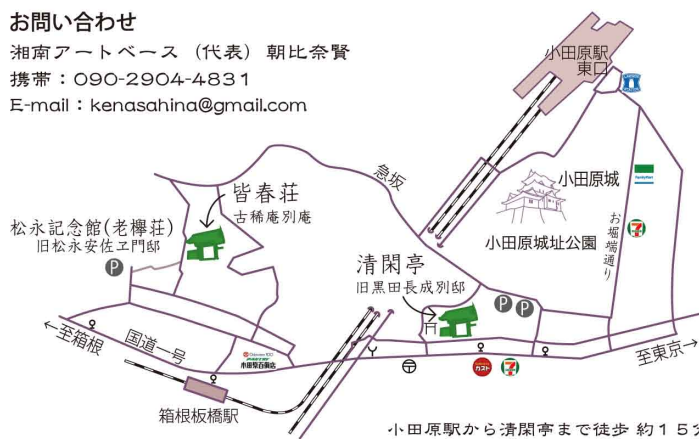 お問い合わせ
湘南アートベース (代表) 朝比奈賢
携帯：090-2904-4831
E-mail：kenasahina@gmail.com
小田原駅
東口
急坂
小田原城
FamilyMart
小田原城址公園
お堀端通り
皆春荘
古稀庵別庵
松永記念館(老欅荘)
旧松永安左ヱ門邸
P
清閑亭
旧黒田長成別邸
P P
←至箱根
国道一号
箱根板橋駅
ガスト
至東京→
小田原駅から清閑亭まで徒歩 約１５分